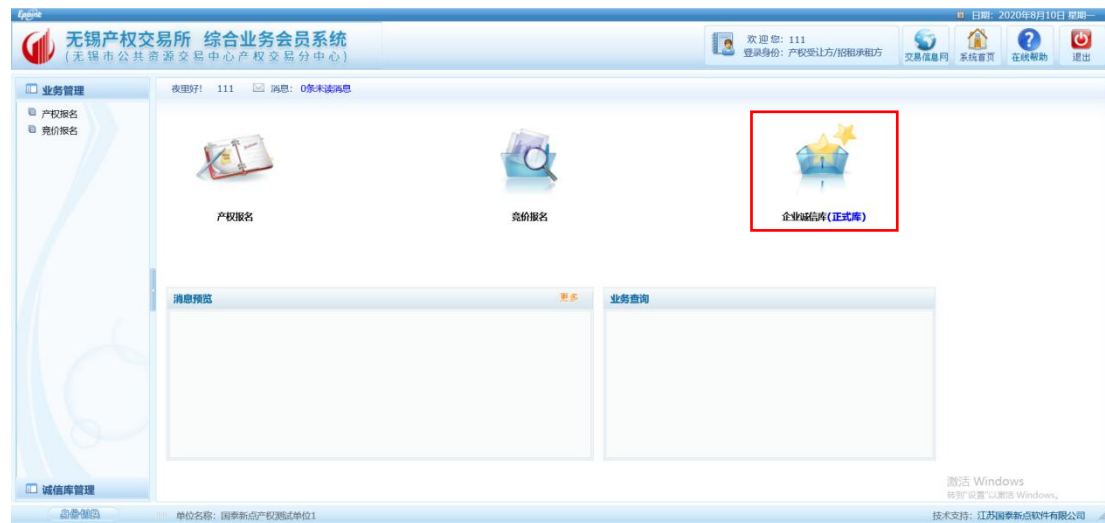 Epoint
日期：2020年8月10日 星期一
无锡产权交易所 综合业务会员系统
(无锡市公共资源交易中心产权交易分中心)
欢迎您：111
登录身份：产权受让方/招租承租方
交易信息网 系统首页 在线帮助 退出
业务管理
夜里好! 111 消息：0条未读消息
产权报名
竞价报名
产权报名 竞价报名 企业诚信库(正式库)
消息预览 更多 业务查询
诚信库管理
激活 Windows
转到"设置"以激活 Windows。
单位名称：国泰新点产权测试单位1
技术支持：江苏国泰新点软件有限公司